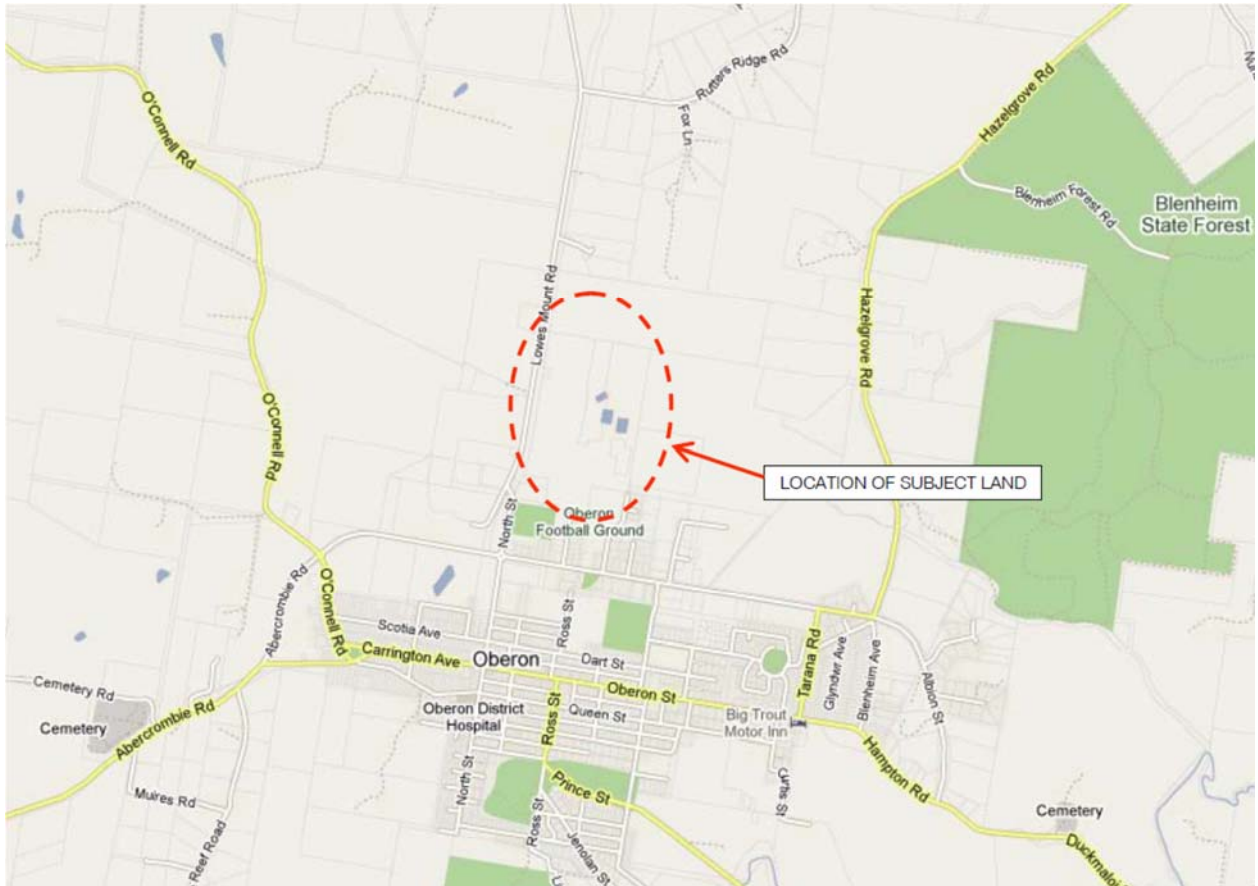 Rutters Ridge Rd
Fox Ln
Hazelgrove Rd
O'Connell Rd
Blenheim Forest Rd
Blenheim
State Forest
Lowes Mount Rd
Hazelgrove Rd
O'Connell Rd
LOCATION OF SUBJECT LAND
North St
Oberon
Football Ground
Abercrombie Rd
O'Connell Rd
Ross St
Scotia Ave
Carrington Ave
Oberon
Dart St
Tarana Rd
Glyndwr Ave
Blenheim Ave
Albion St
Cemetery Rd
Cemetery
Abercrombie Rd
Oberon District
Hospital
Oberon St
Ross St
Queen St
Big Trout
Motor Inn
Hampton Rd
Muires Rd
North St
Prince St
Curtis St
Cemetery
Reef Road
Ross St
Jenolan St